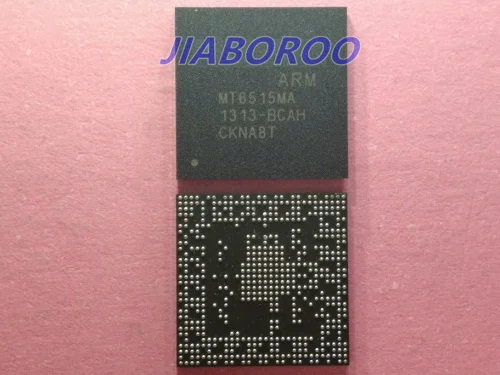 JIABOROO
ARM
MT6515MA
1313-BCAH
CKNA8T